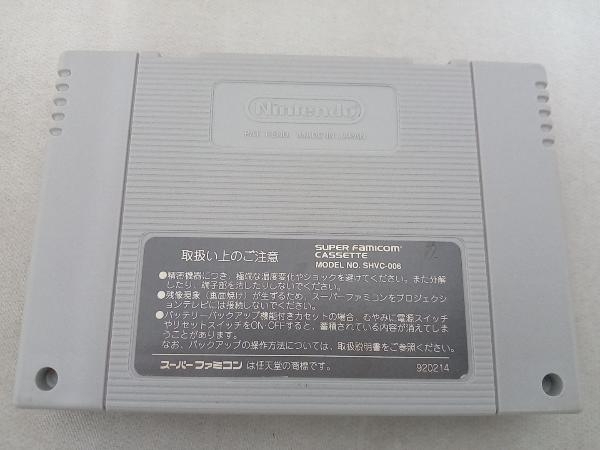 Nintendo
PAT. PEND. MADE IN JAPAN
取扱い上のご注意
SUPER Famicom
CASSETTE
MODEL NO. SHVC-006
●精密機器につき、極端な温度変化やショックを避けてください。また分解
したり、端子部を汚したりしないでください。
●残像現象（画面焼け）が生ずるため、スーパーファミコンをプロジェクシ
ョンテレビには接続しないでください。
●バッテリーバックアップ機能付きカセットの場合、むやみに電源スイッチ
やリセットスイッチをON OFFすると、蓄積されている内容が消えてしま
うことがあります。
なお、バックアップの操作方法については、取扱説明書をご参照ください。
スーパーファミコンは任天堂の商標です。
920214